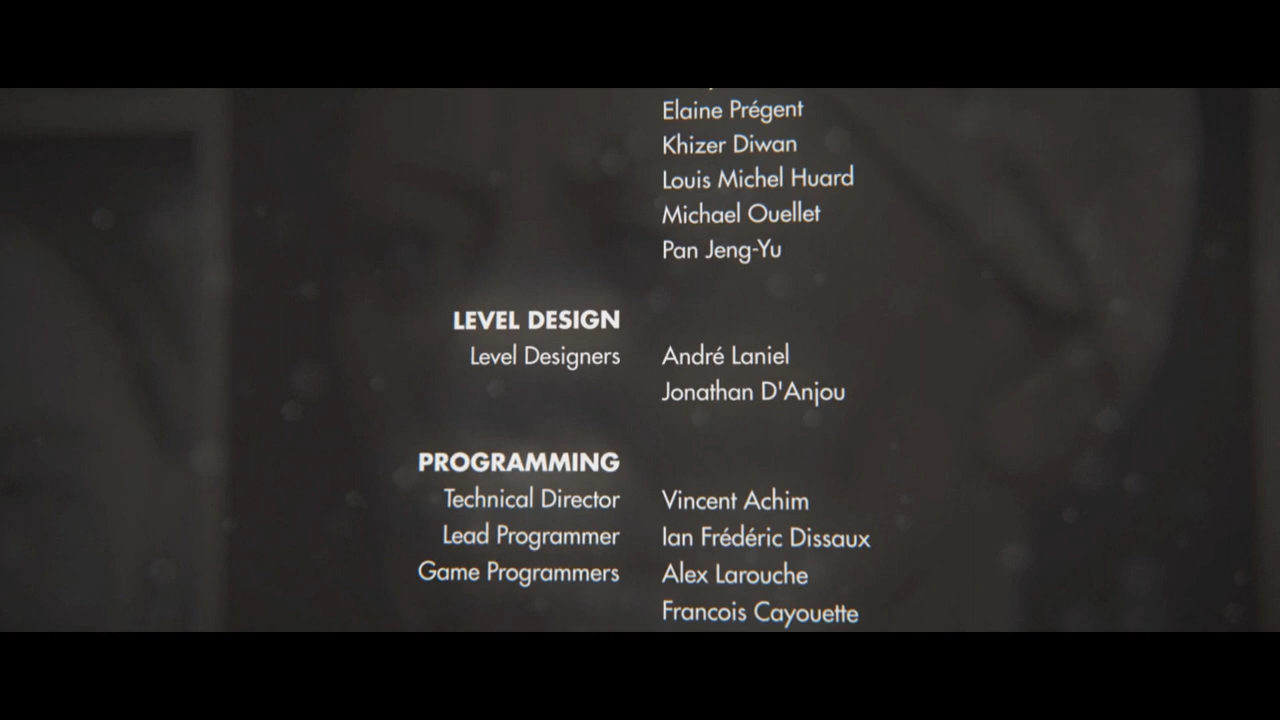 Elaine Prégent
Khizer Diwan
Louis Michel Huard
Michael Ouellet
Pan Jeng-Yu
LEVEL DESIGN
Level Designers André Laniel
Jonathan D'Anjou
PROGRAMMING
Technical Director Vincent Achim
Lead Programmer Ian Frédéric Dissaux
Game Programmers Alex Larouche
Francois Cayouette